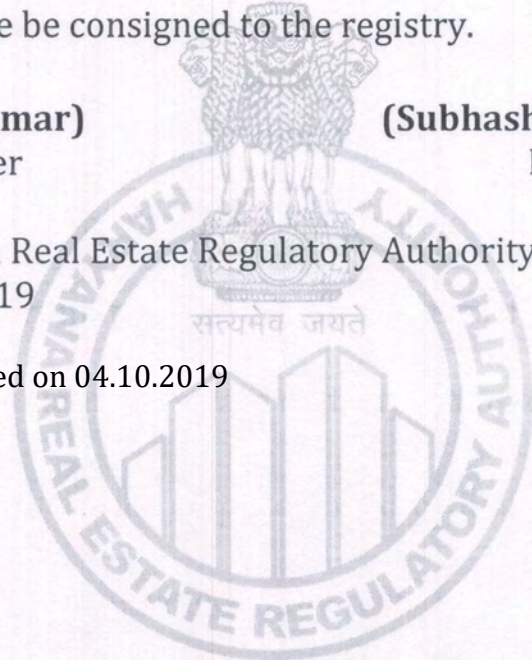 e be consigned to the registry.
mar) (Subhash
er
Real Estate Regulatory Authority
19
सत्यमेव जयते
ed on 04.10.2019
HARYANA REAL ESTATE REGULATORY AUTHORITY